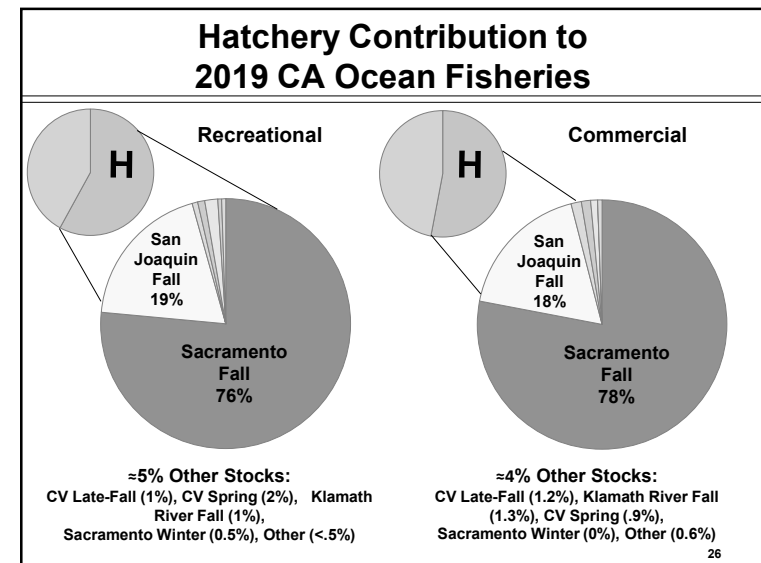 Hatchery Contribution to
2019 CA Ocean Fisheries
Recreational
H
San
Joaquin
Fall
19%
Sacramento
Fall
76%
≈5% Other Stocks:
CV Late-Fall (1%), CV Spring (2%), Klamath
River Fall (1%),
Sacramento Winter (0.5%), Other (<.5%)
Commercial
H
San
Joaquin
Fall
18%
Sacramento
Fall
78%
≈4% Other Stocks:
CV Late-Fall (1.2%), Klamath River Fall
(1.3%), CV Spring (.9%),
Sacramento Winter (0%), Other (0.6%)
26